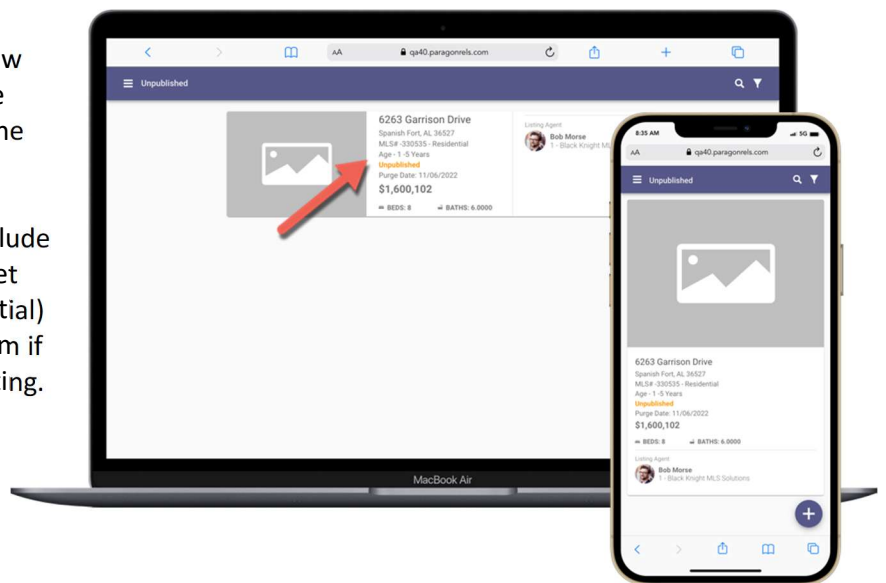 w
e
ne
lude
et
tial)
m if
ting.
AA
qa40.paragonrels.com
Unpublished
6263 Garrison Drive
Spanish Fort, AL 36527
MLS# -330535 - Residential
Age - 1 -5 Years
Unpublished
Purge Date: 11/06/2022
$1,600,102
BEDS: 8 BATHS: 6.0000
Listing Agent
Bob Morse
1 - Black Knight ML
MacBook Air
8:35 AM
5G
AA qa40.paragonrels.com
Unpublished
6263 Garrison Drive
Spanish Fort, AL 36527
MLS# -330535 - Residential
Age - 1 -5 Years
Unpublished
Purge Date: 11/06/2022
$1,600,102
BEDS: 8 BATHS: 6.0000
Listing Agent
Bob Morse
1 - Black Knight MLS Solutions